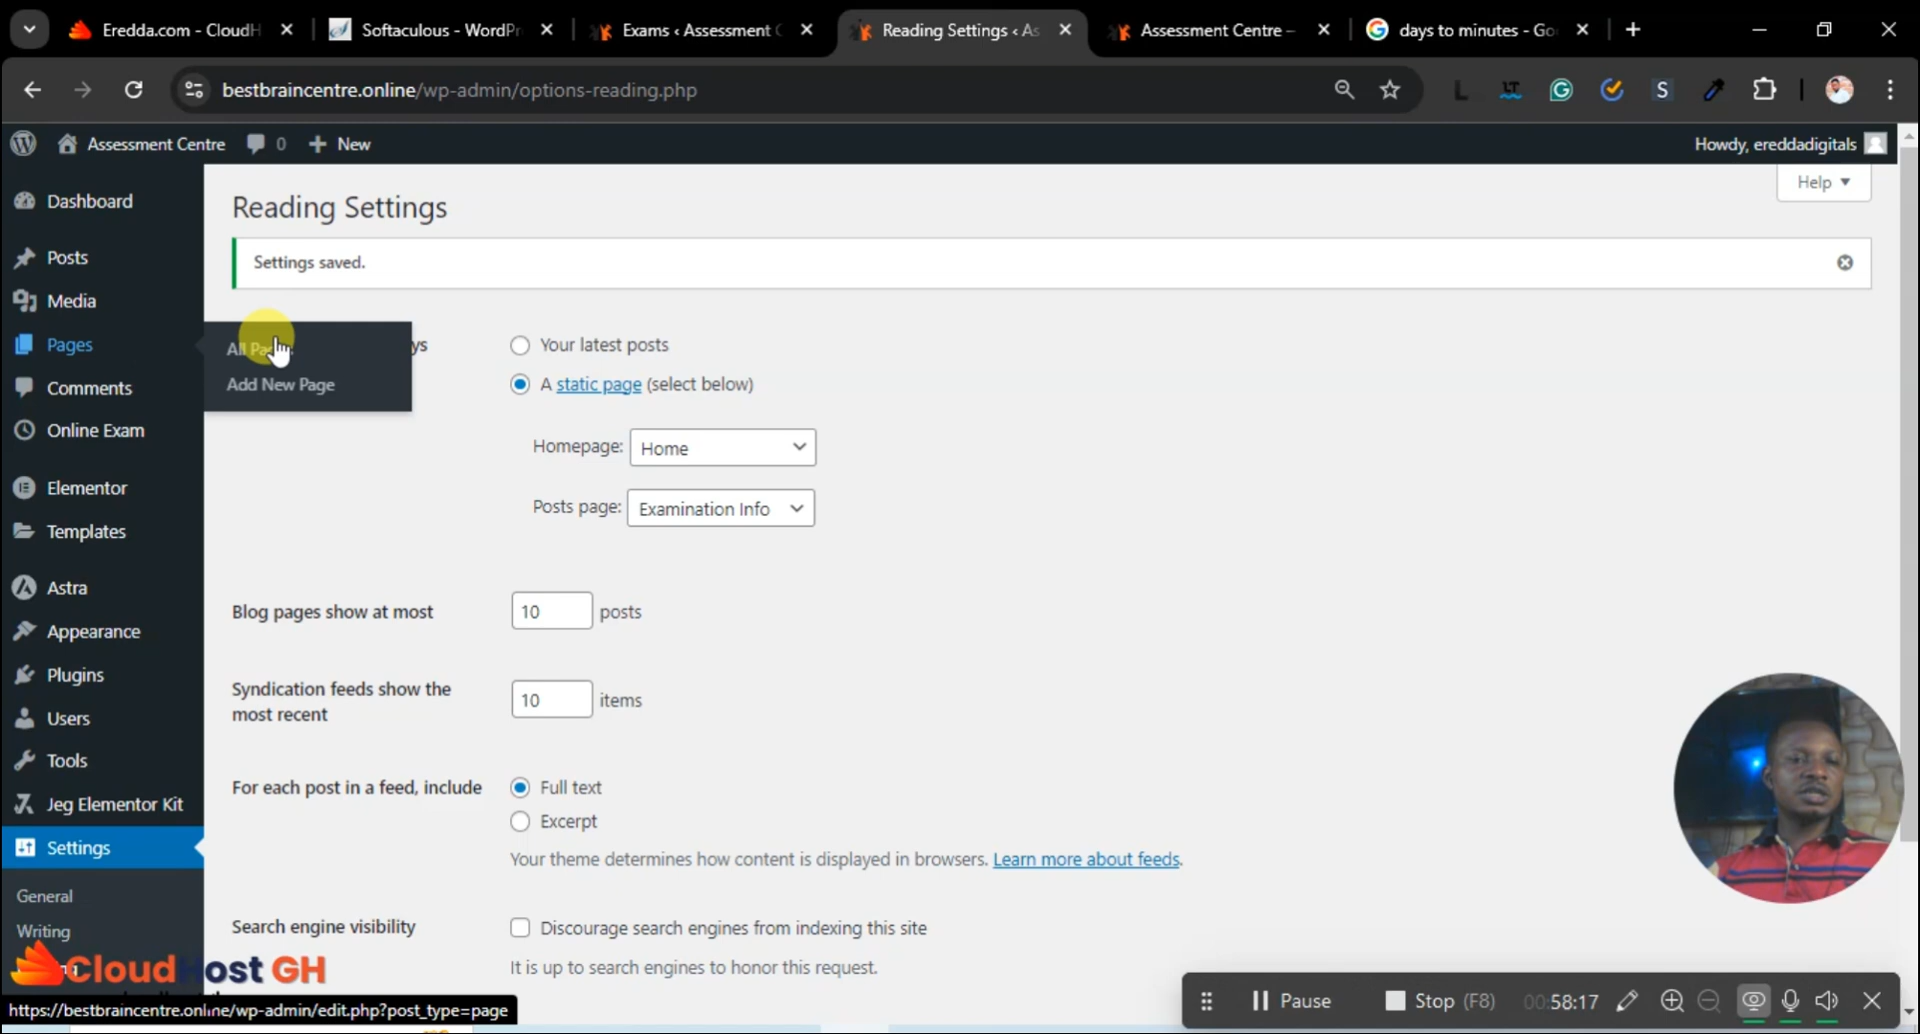 Eredda.com - CloudH
Softaculous - WordPr
Exams ‹ Assessment C
Reading Settings ‹ As
Assessment Centre –
days to minutes - Go
bestbraincentre.online/wp-admin/options-reading.php
Assessment Centre
0
New
Howdy, ereddadigitals
Help
Dashboard
Posts
Media
Pages
All
Add New Page
Comments
Online Exam
Elementor
Templates
Astra
Appearance
Plugins
Users
Tools
Jeg Elementor Kit
Settings
General
Writing
CloudHost GH
Reading Settings
Settings saved.
Your latest posts
A static page (select below)
Homepage: Home
Posts page: Examination Info
Blog pages show at most 10 posts
Syndication feeds show the
most recent
10 items
For each post in a feed, include
Full text
Excerpt
Your theme determines how content is displayed in browsers. Learn more about feeds.
Search engine visibility
Discourage search engines from indexing this site
It is up to search engines to honor this request.
https://bestbraincentre.online/wp-admin/edit.php?post_type=page
Pause
Stop (F8)
00:58:17